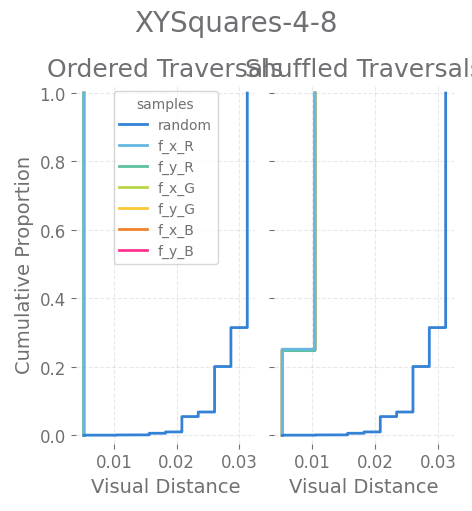 XYSquares-4-8
Ordered Traversals
Shuffled Traversals
samples
random
f_x_R
f_y_R
f_x_G
f_y_G
f_x_B
f_y_B
Cumulative Proportion
1.0
0.8
0.6
0.4
0.2
0.0
0.01 0.02 0.03
0.01 0.02 0.03
Visual Distance
Visual Distance